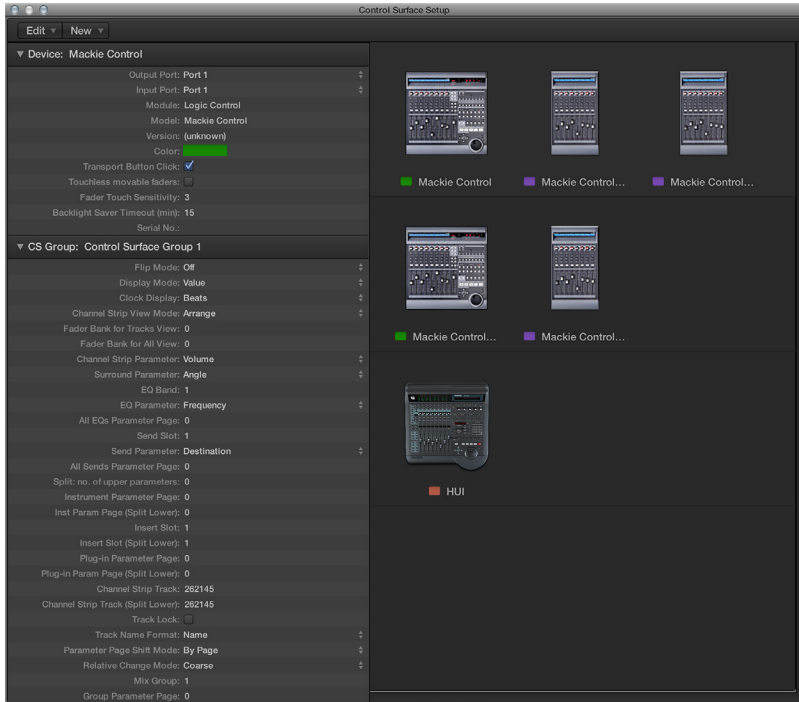 Control Surface Setup
Edit New
Device: Mackie Control
Output Port: Port 1
Input Port: Port 1
Module: Logic Control
Model: Mackie Control
Version: (unknown)
Color:
Transport Button Click:
Touchless movable faders:
Fader Touch Sensitivity: 3
Backlight Saver Timeout (min): 15
Serial No.:
CS Group: Control Surface Group 1
Flip Mode: Off
Display Mode: Value
Clock Display: Beats
Channel Strip View Mode: Arrange
Fader Bank for Tracks View: 0
Fader Bank for All View: 0
Channel Strip Parameter: Volume
Surround Parameter: Angle
EQ Band: 1
EQ Parameter: Frequency
All EQs Parameter Page: 0
Send Slot: 1
Send Parameter: Destination
All Sends Parameter Page: 0
Split: no. of upper parameters: 0
Instrument Parameter Page: 0
Inst Param Page (Split Lower): 0
Insert Slot: 1
Insert Slot (Split Lower): 1
Plug-in Parameter Page: 0
Plug-in Param Page (Split Lower): 0
Channel Strip Track: 262145
Channel Strip Track (Split Lower): 262145
Track Lock:
Track Name Format: Name
Parameter Page Shift Mode: By Page
Relative Change Mode: Coarse
Mix Group: 1
Group Parameter Page: 0
Mackie Control Mackie Control... Mackie Control...
Mackie Control... Mackie Control...
HUI